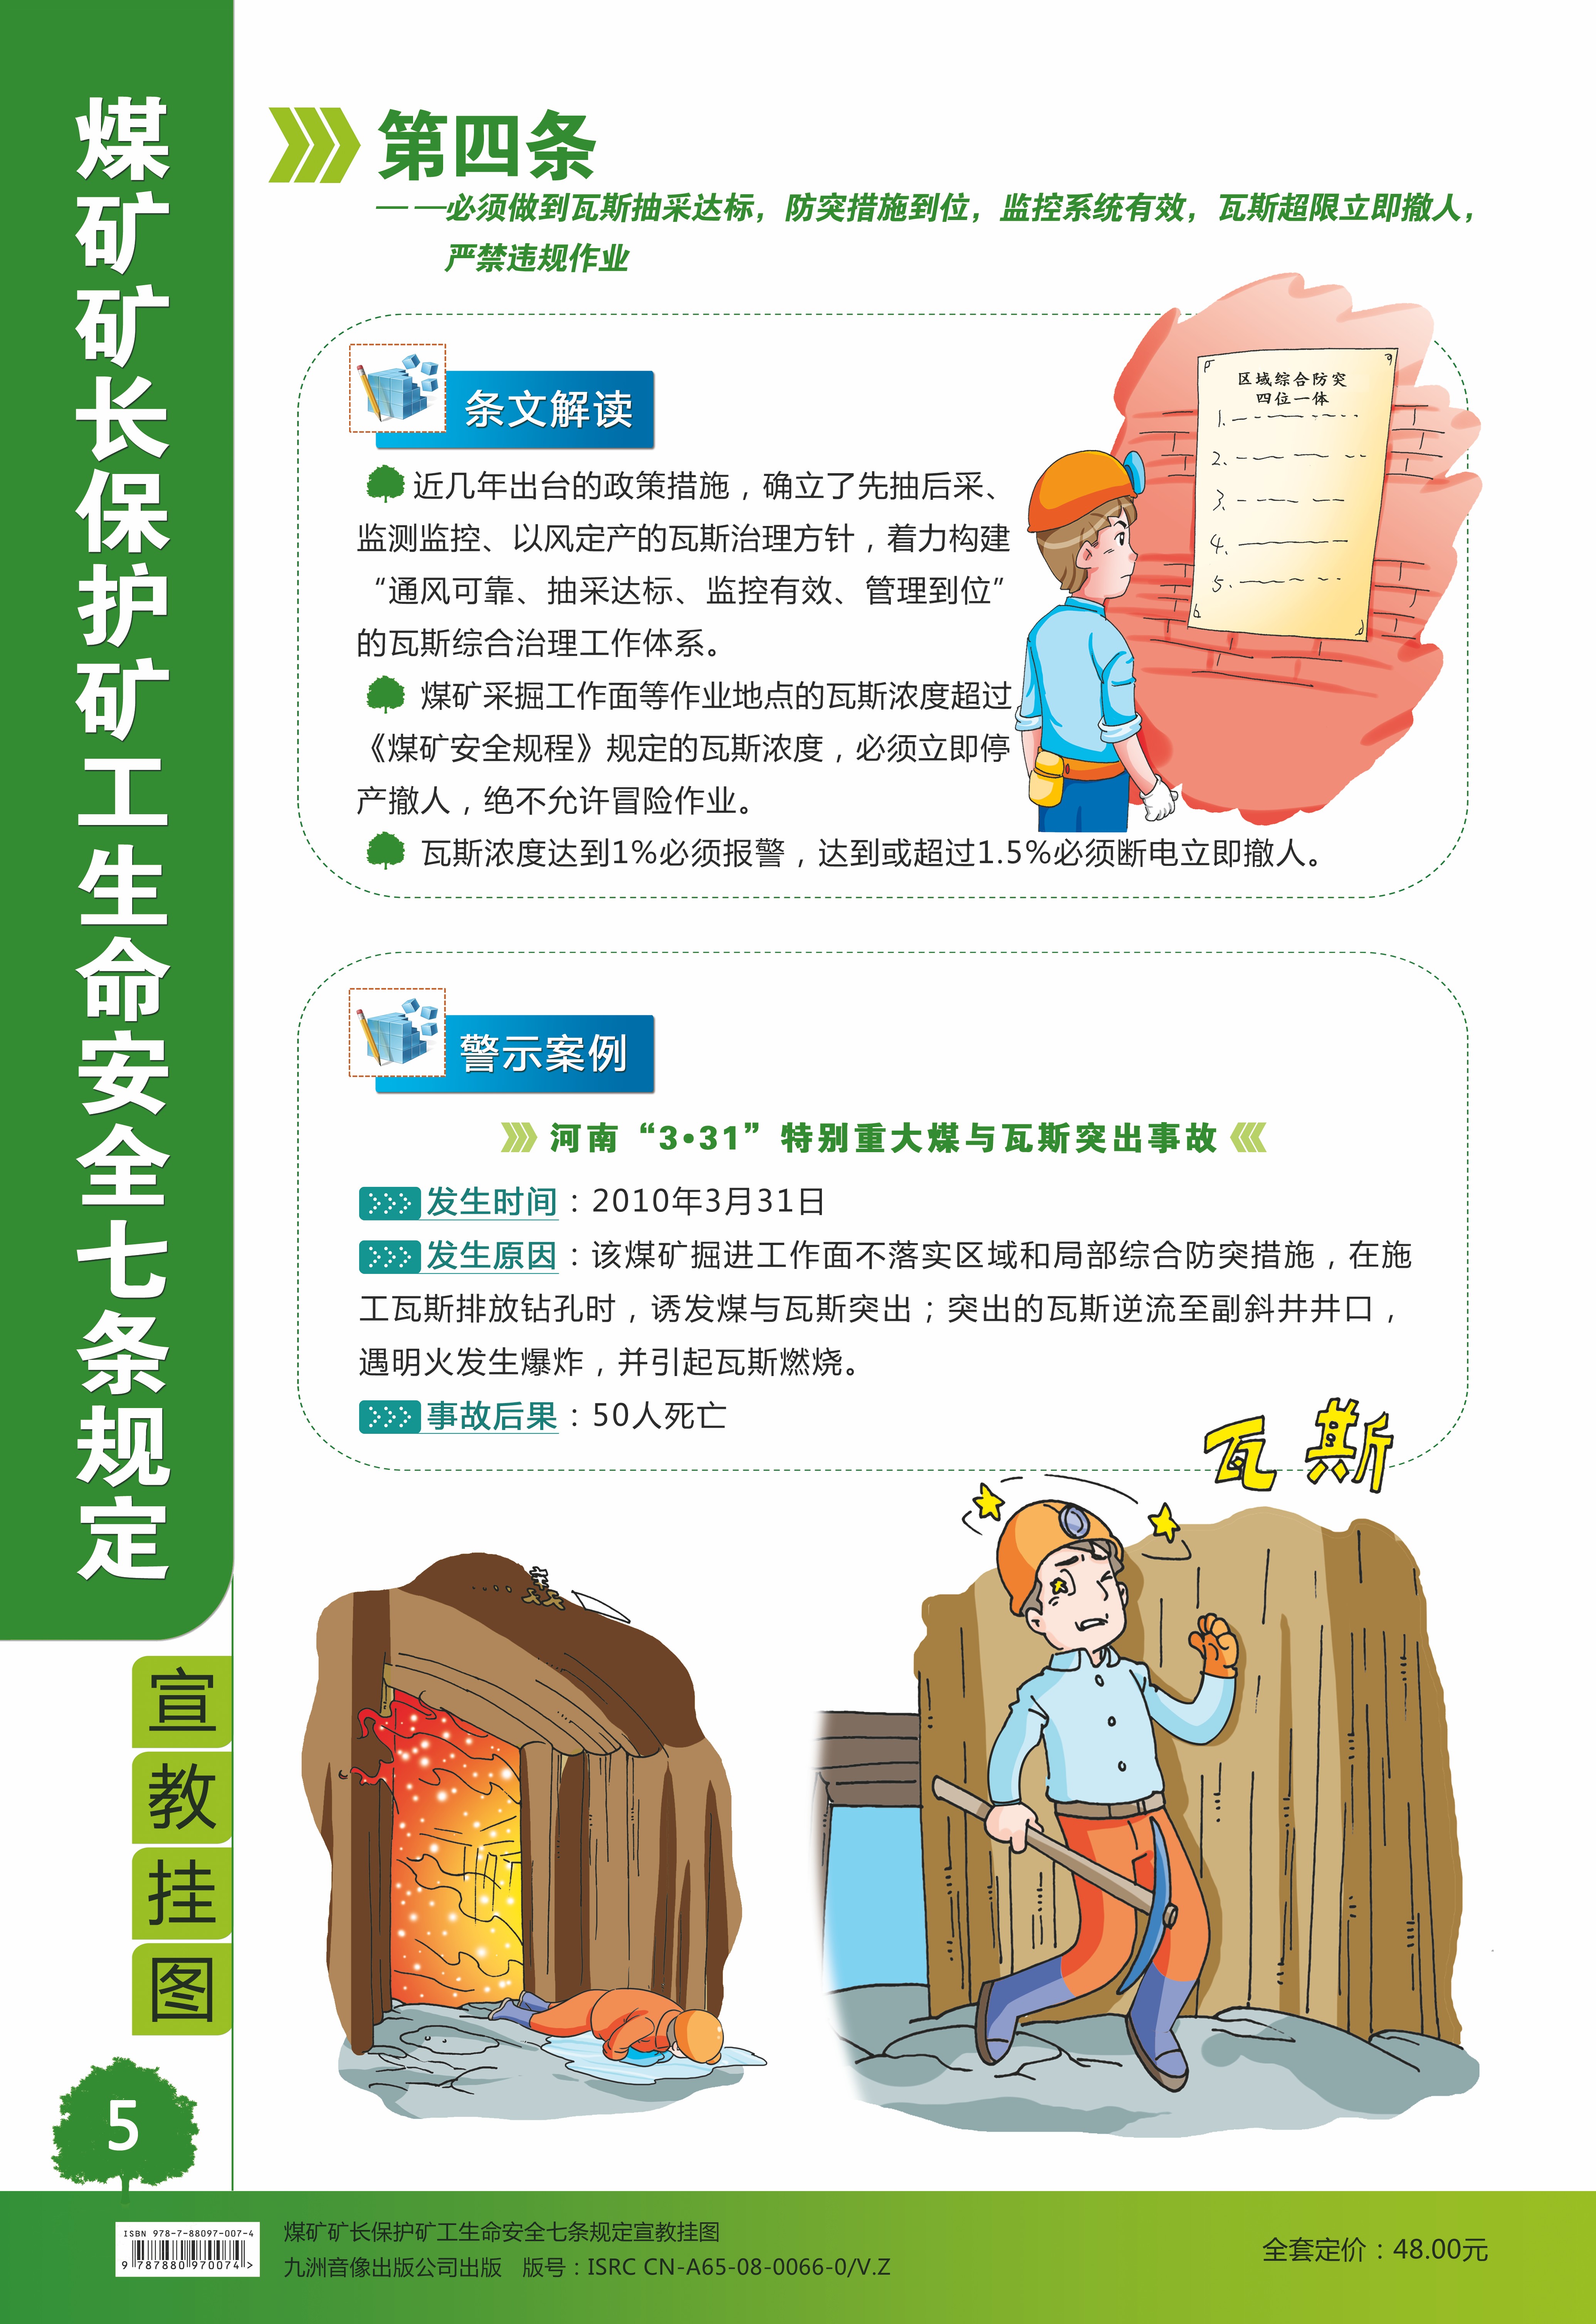 煤矿矿长保护矿工生命安全七条规定
宣教挂图
5
第四条
——必须做到瓦斯抽采达标，防突措施到位，监控系统有效，瓦斯超限立即撤人，
严禁违规作业
条文解读
近几年出台的政策措施，确立了先抽后采、
监测监控、以风定产的瓦斯治理方针，着力构建
“通风可靠、抽采达标、监控有效、管理到位”
的瓦斯综合治理工作体系。
煤矿采掘工作面等作业地点的瓦斯浓度超过
《煤矿安全规程》规定的瓦斯浓度，必须立即停
产撤人，绝不允许冒险作业。
瓦斯浓度达到1%必须报警，达到或超过1.5%必须断电立即撤人。
区域综合防突
四位一体
1.
2.
3.
4.
5.
警示案例
河南“3•31”特别重大煤与瓦斯突出事故
发生时间：2010年3月31日
发生原因：该煤矿掘进工作面不落实区域和局部综合防突措施，在施
工瓦斯排放钻孔时，诱发煤与瓦斯突出；突出的瓦斯逆流至副斜井井口，
遇明火发生爆炸，并引起瓦斯燃烧。
事故后果：50人死亡
瓦斯
ISBN 978-7-88097-007-4
9 787880 970074 >
煤矿矿长保护矿工生命安全七条规定宣教挂图
九洲音像出版公司出版 版号：ISRC CN-A65-08-0066-0/V.Z
全套定价：48.00元